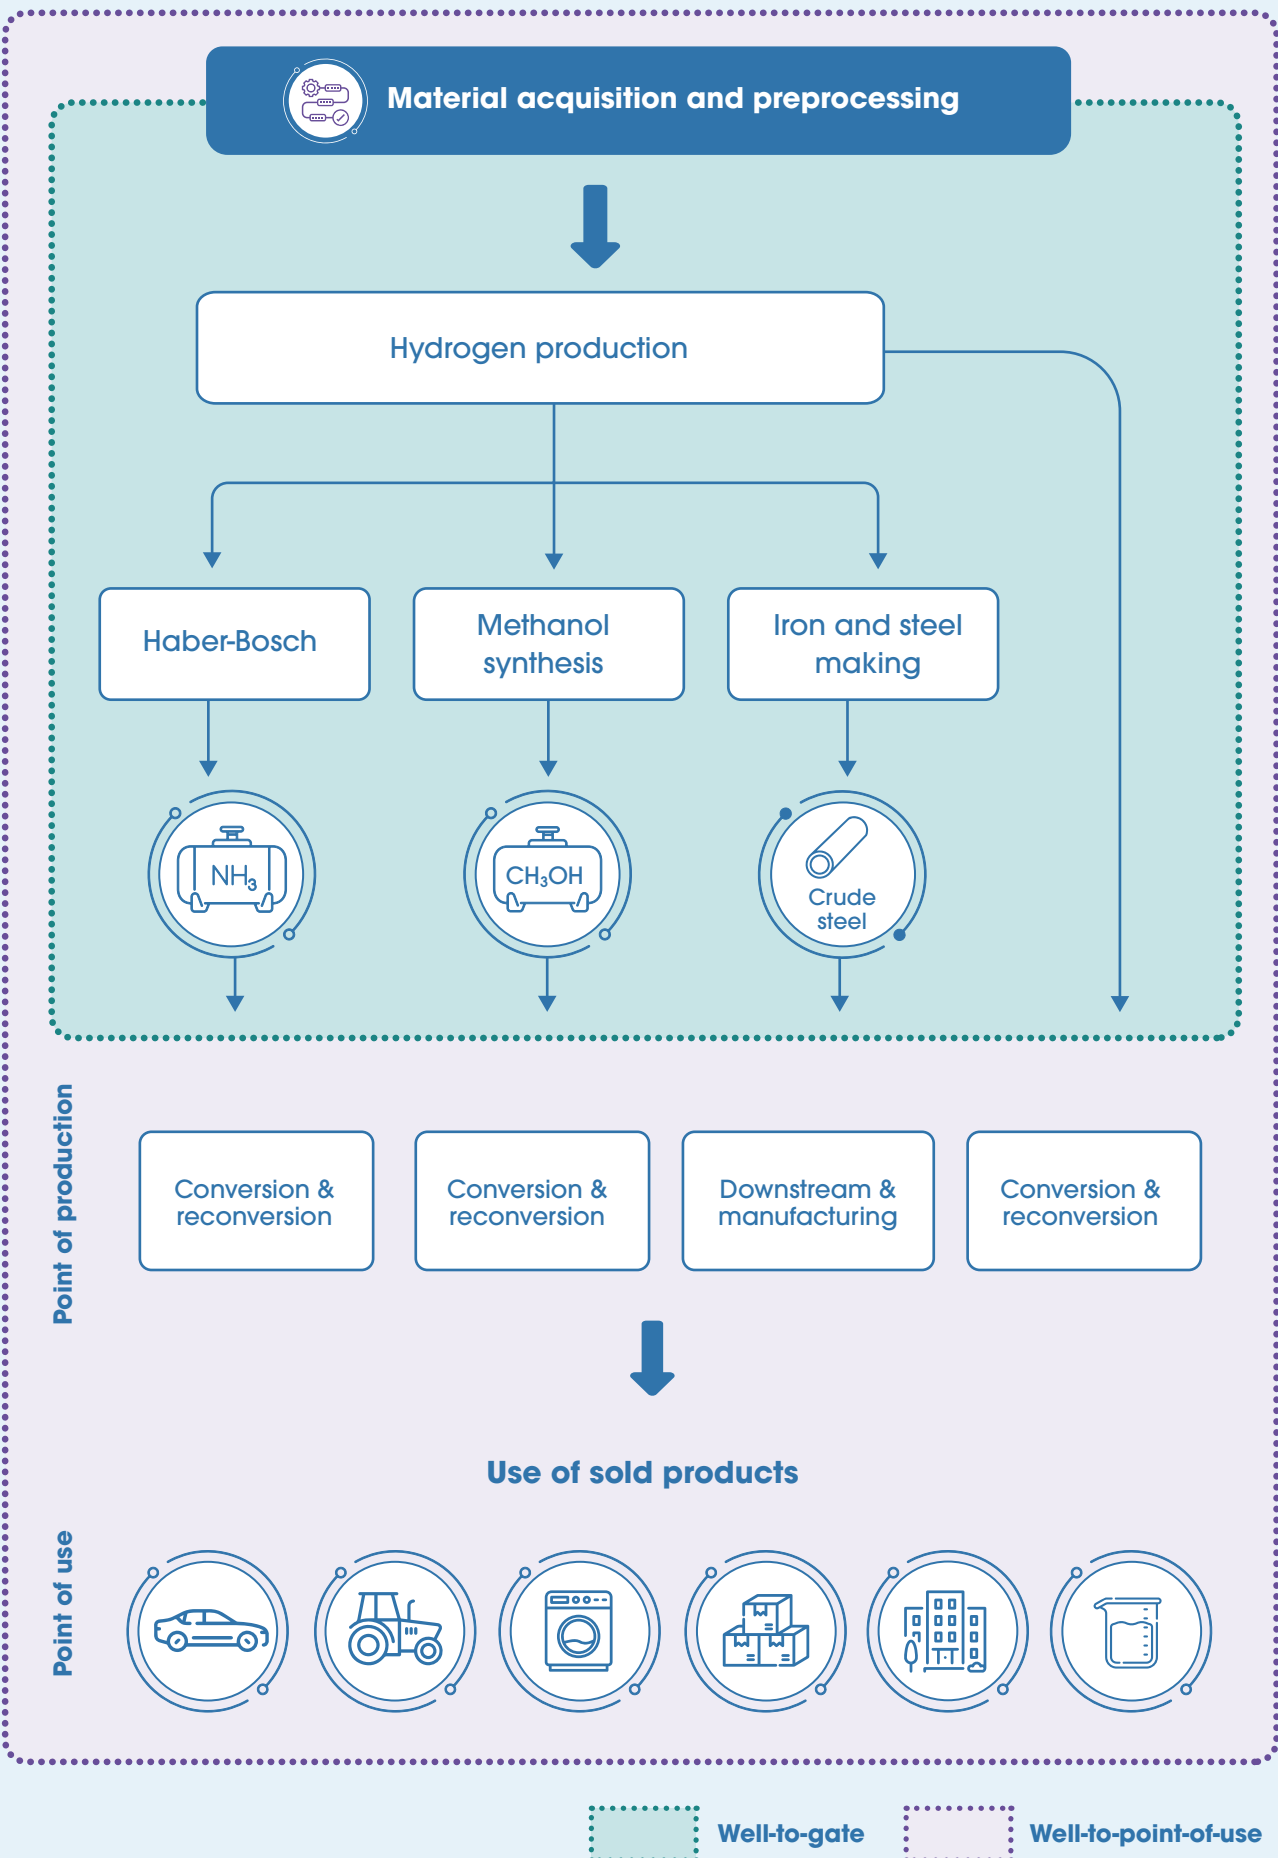 Material acquisition and preprocessing
Hydrogen production
Haber-Bosch
Methanol
synthesis
Iron and steel
making
NH₃
CH₃OH
Crude
steel
Point of production
Conversion &
reconversion
Conversion &
reconversion
Downstream &
manufacturing
Conversion &
reconversion
Use of sold products
Point of use
Well-to-gate
Well-to-point-of-use